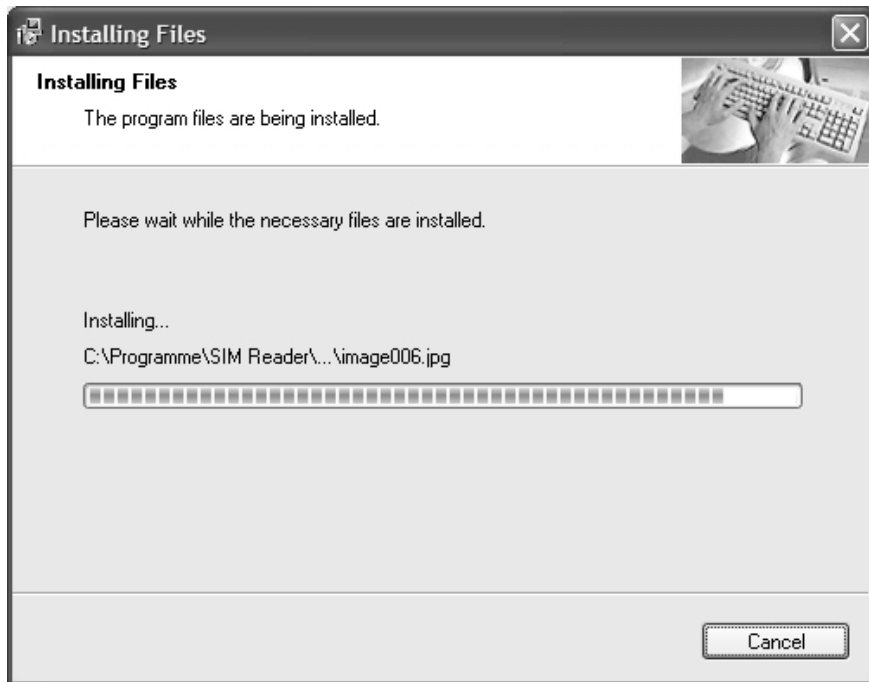 Installing Files
Installing Files
The program files are being installed.
Please wait while the necessary files are installed.
Installing...
C:\Programme\SIM Reader\...\image006.jpg
Cancel